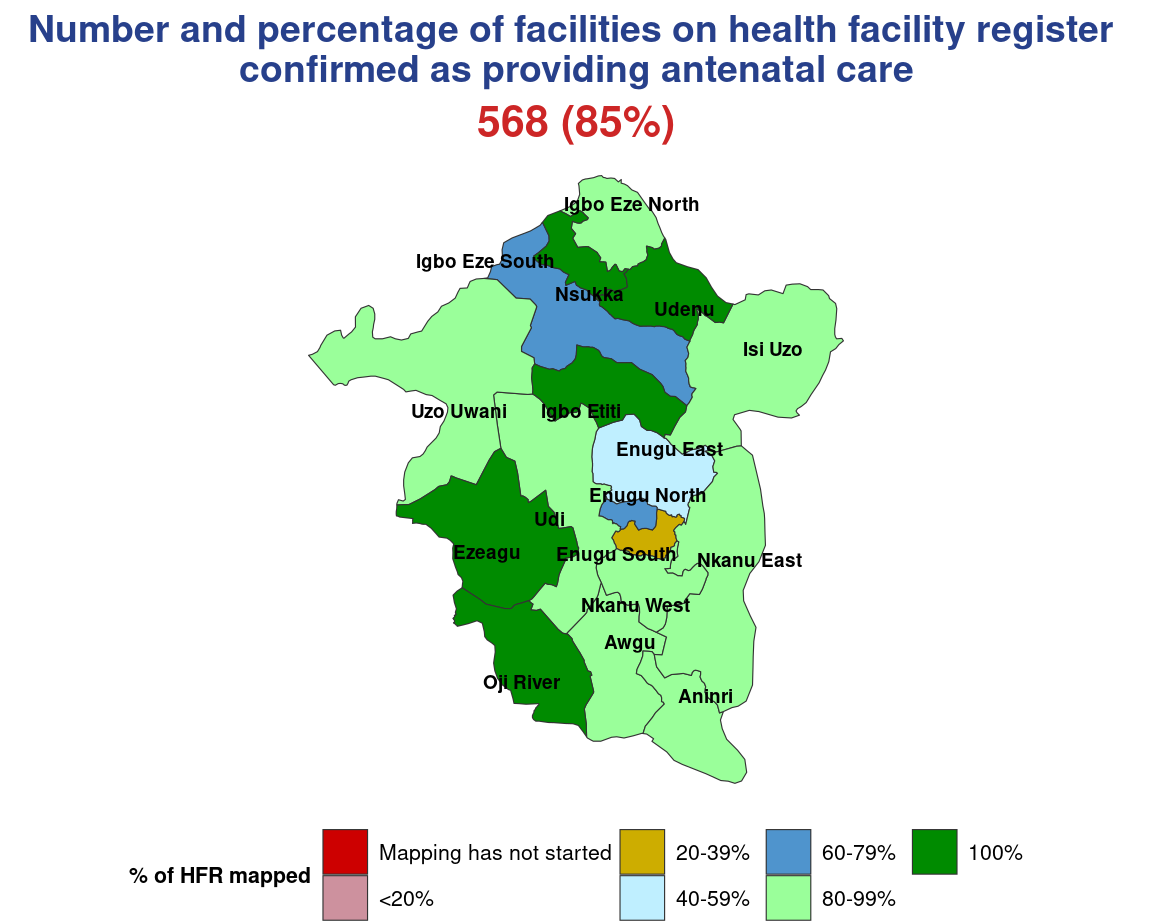 Number and percentage of facilities on health facility register
confirmed as providing antenatal care
568 (85%)
Igbo Eze North
Igbo Eze South
Nsukka
Udenu
Isi Uzo
Uzo Uwani
Igbo Etiti
Enugu East
Enugu North
Udi
Ezeagu
Enugu South
Nkanu East
Nkanu West
Awgu
Oji River
Aninri
% of HFR mapped
Mapping has not started
<20%
20-39%
40-59%
60-79%
80-99%
100%